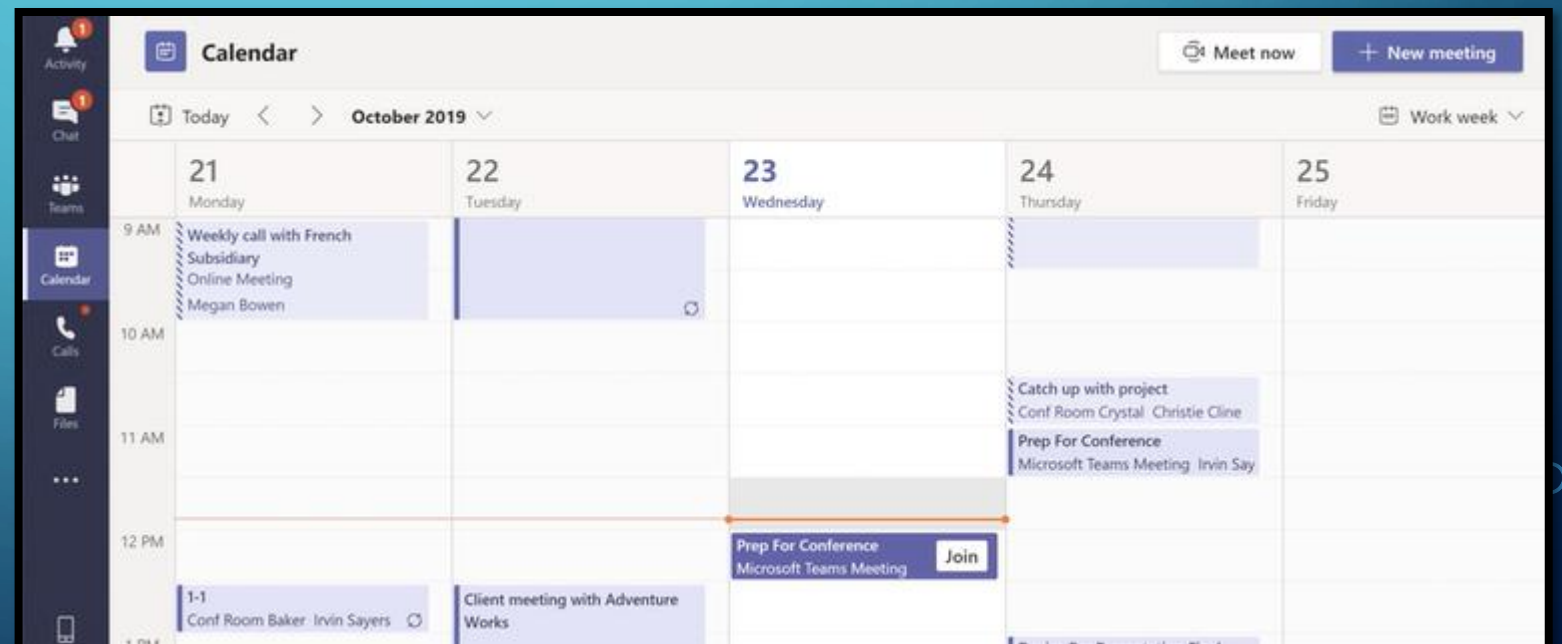 1
Activity
1
Chat
Teams
Calendar
Calls
Files
Calendar
Meet now
New meeting
Today
October 2019
Work week
21
Monday
22
Tuesday
23
Wednesday
24
Thursday
25
Friday
9 AM
10 AM
11 AM
12 PM
Weekly call with French
Subsidiary
Online Meeting
Megan Bowen
1-1
Conf Room Baker Irvin Sayers
Client meeting with Adventure
Works
Prep For Conference
Microsoft Teams Meeting
Join
Catch up with project
Conf Room Crystal Christie Cline
Prep For Conference
Microsoft Teams Meeting Irvin Say